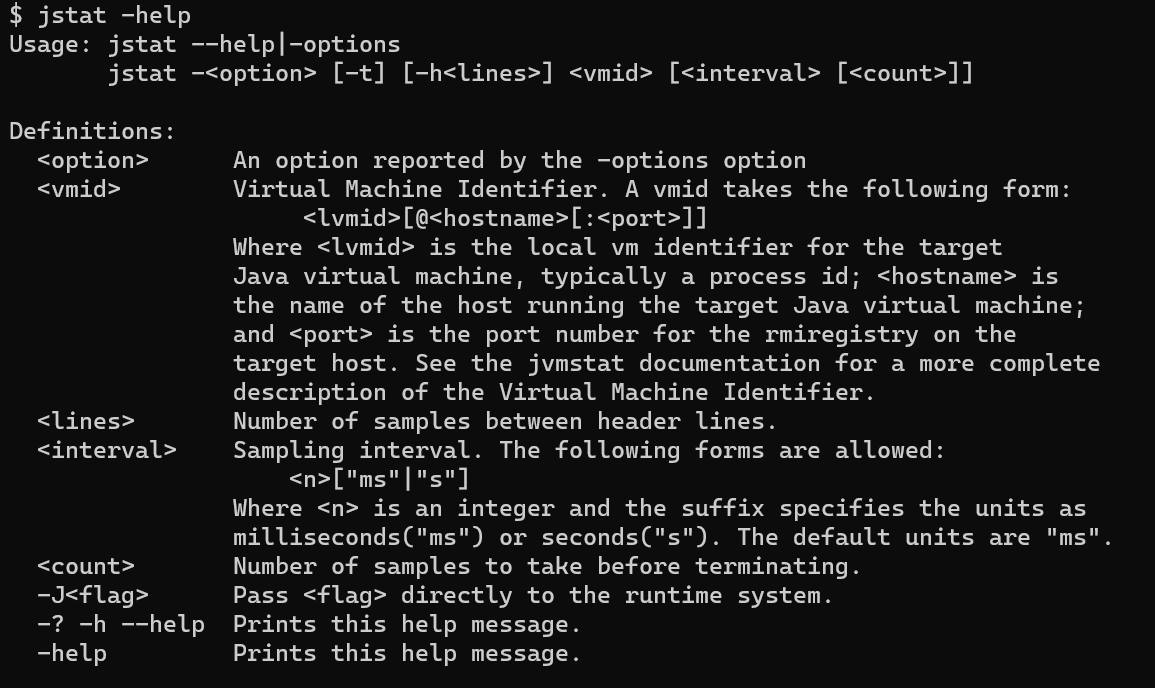 $ jstat -help
Usage: jstat --help|-options
       jstat -<option> [-t] [-h<lines>] <vmid> [<interval> [<count>]]

Definitions:
  <option>      An option reported by the -options option
  <vmid>        Virtual Machine Identifier. A vmid takes the following form:
                     <lvmid>[@<hostname>[:<port>]]
                Where <lvmid> is the local vm identifier for the target
                Java virtual machine, typically a process id; <hostname> is
                the name of the host running the target Java virtual machine;
                and <port> is the port number for the rmiregistry on the
                target host. See the jvmstat documentation for a more complete
                description of the Virtual Machine Identifier.
  <lines>       Number of samples between header lines.
  <interval>    Sampling interval. The following forms are allowed:
                    <n>["ms"|"s"]
                Where <n> is an integer and the suffix specifies the units as
                milliseconds("ms") or seconds("s"). The default units are "ms".
  <count>       Number of samples to take before terminating.
  -J<flag>      Pass <flag> directly to the runtime system.
  -? -h --help  Prints this help message.
  -help         Prints this help message.